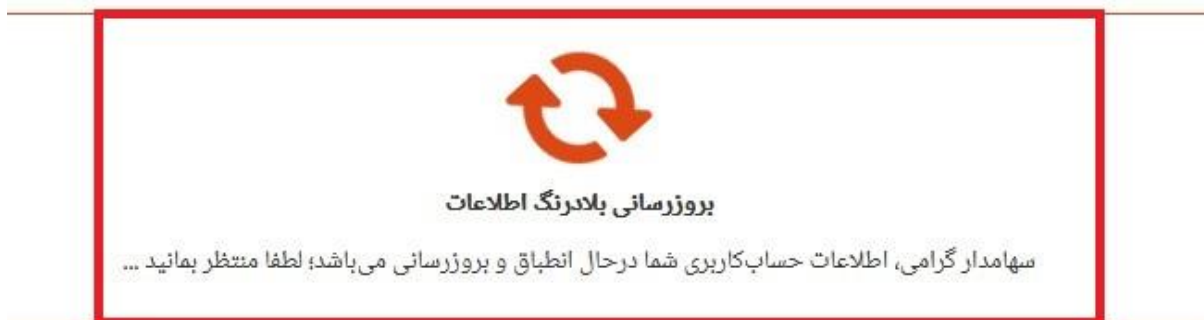 بروزرسانی بلادرنگ اطلاعات
سهامدار گرامی، اطلاعات حساب‌کاربری شما درحال انطباق و بروزرسانی می‌باشد؛ لطفا منتظر بمانید ...